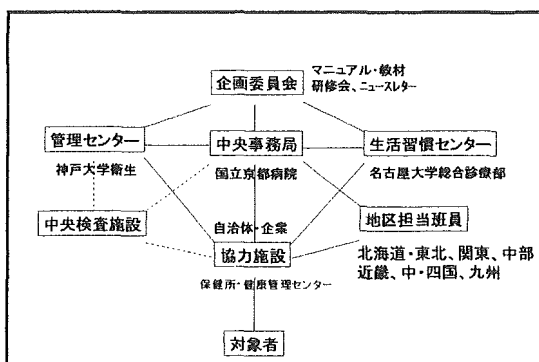 企画委員会
マニュアル・教材
研修会、ニュースレター
管理センター
中央事務局
生活習慣センター
神戸大学衛生
国立京都病院
名古屋大学総合診療部
中央検査施設
自治体・企業
地区担当班員
協力施設
北海道・東北、関東、中部
近畿、中・四国、九州
保健所・健康管理センター
対象者